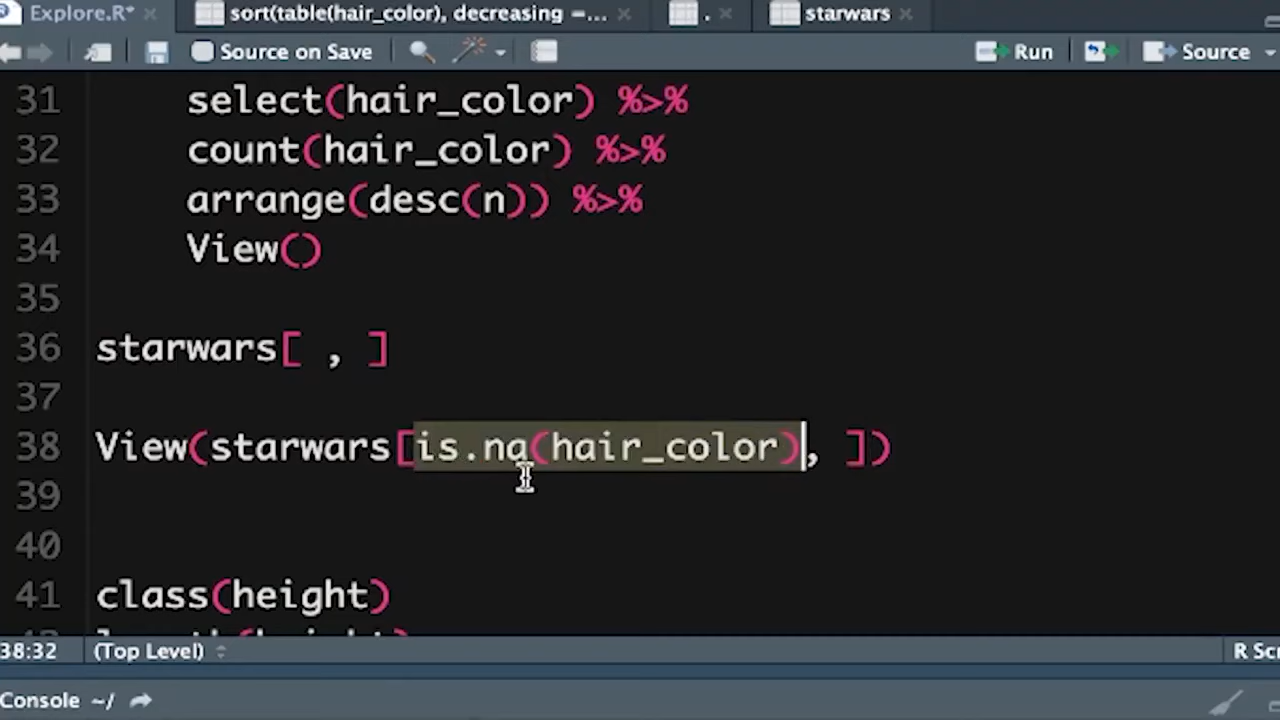 Explore.R* sort(table(hair_color), decreasing =... . starwars
Source on Save Run Source
31 select(hair_color) %>%
32 count(hair_color) %>%
33 arrange(desc(n)) %>%
34 View()
35
36 starwars[ , ]
37
38 View(starwars[is.na(hair_color), ])
39
40
41 class(height)
38:32 (Top Level) R Scr
Console ~/